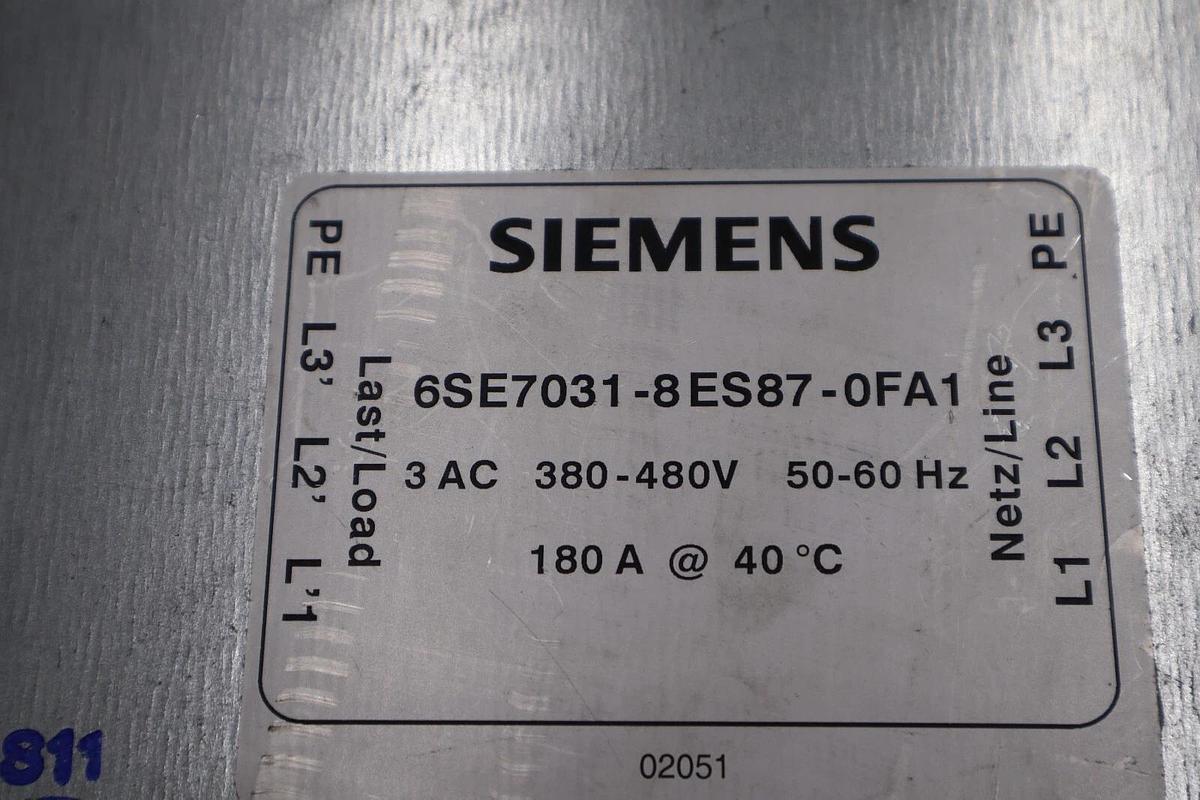 SIEMENS
6SE7031-8ES87-0FA1
3 AC 380-480V 50-60 Hz
180 A @ 40 °C
PE L3' L2' L'1
Last/Load
Netz/Line
L1 L2 L3 PE
02051
811